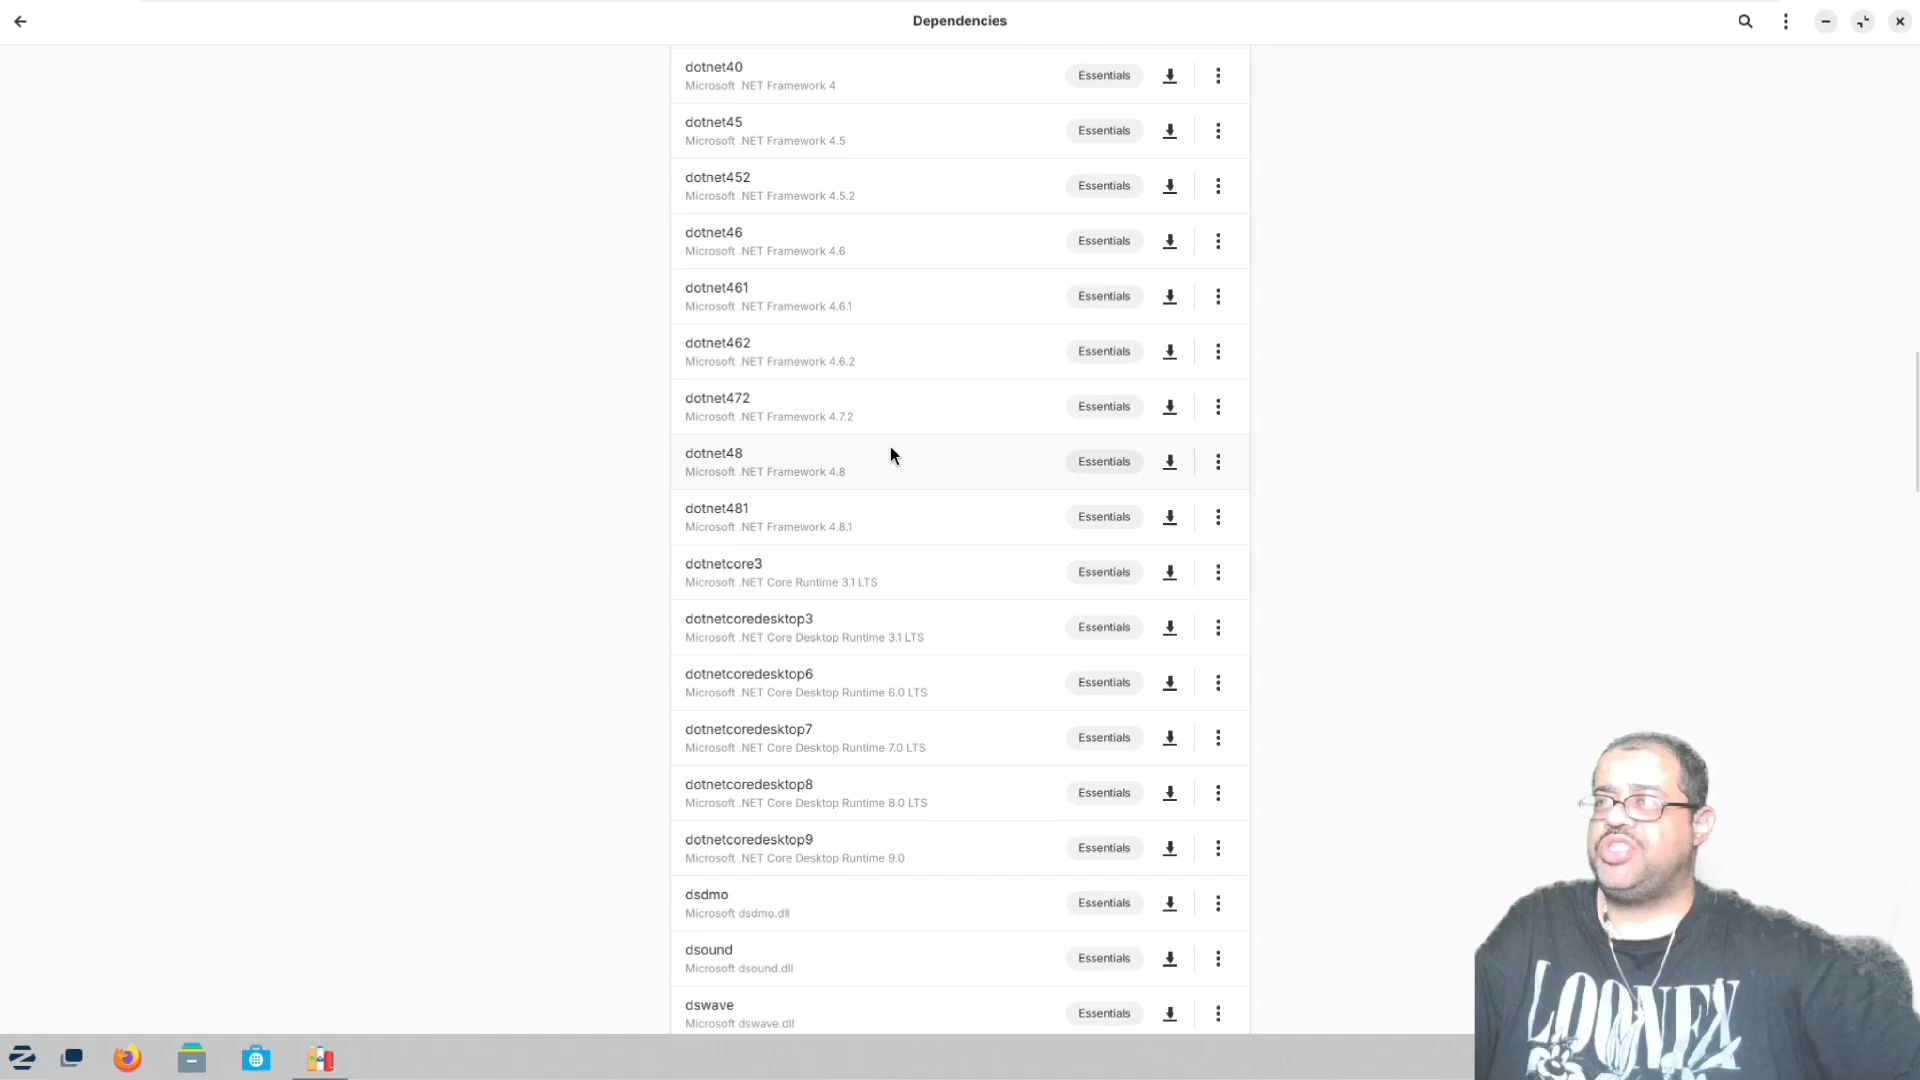 Dependencies
dotnet40
Microsoft .NET Framework 4
Essentials
dotnet45
Microsoft .NET Framework 4.5
Essentials
dotnet452
Microsoft .NET Framework 4.5.2
Essentials
dotnet46
Microsoft .NET Framework 4.6
Essentials
dotnet461
Microsoft .NET Framework 4.6.1
Essentials
dotnet462
Microsoft .NET Framework 4.6.2
Essentials
dotnet472
Microsoft .NET Framework 4.7.2
Essentials
dotnet48
Microsoft .NET Framework 4.8
Essentials
dotnet481
Microsoft .NET Framework 4.8.1
Essentials
dotnetcore3
Microsoft .NET Core Runtime 3.1 LTS
Essentials
dotnetcoredesktop3
Microsoft .NET Core Desktop Runtime 3.1 LTS
Essentials
dotnetcoredesktop6
Microsoft .NET Core Desktop Runtime 6.0 LTS
Essentials
dotnetcoredesktop7
Microsoft .NET Core Desktop Runtime 7.0 LTS
Essentials
dotnetcoredesktop8
Microsoft .NET Core Desktop Runtime 8.0 LTS
Essentials
dotnetcoredesktop9
Microsoft .NET Core Desktop Runtime 9.0
Essentials
dsdmo
Microsoft dsdmo.dll
Essentials
dsound
Microsoft dsound.dll
Essentials
dswave
Microsoft dswave.dll
Essentials